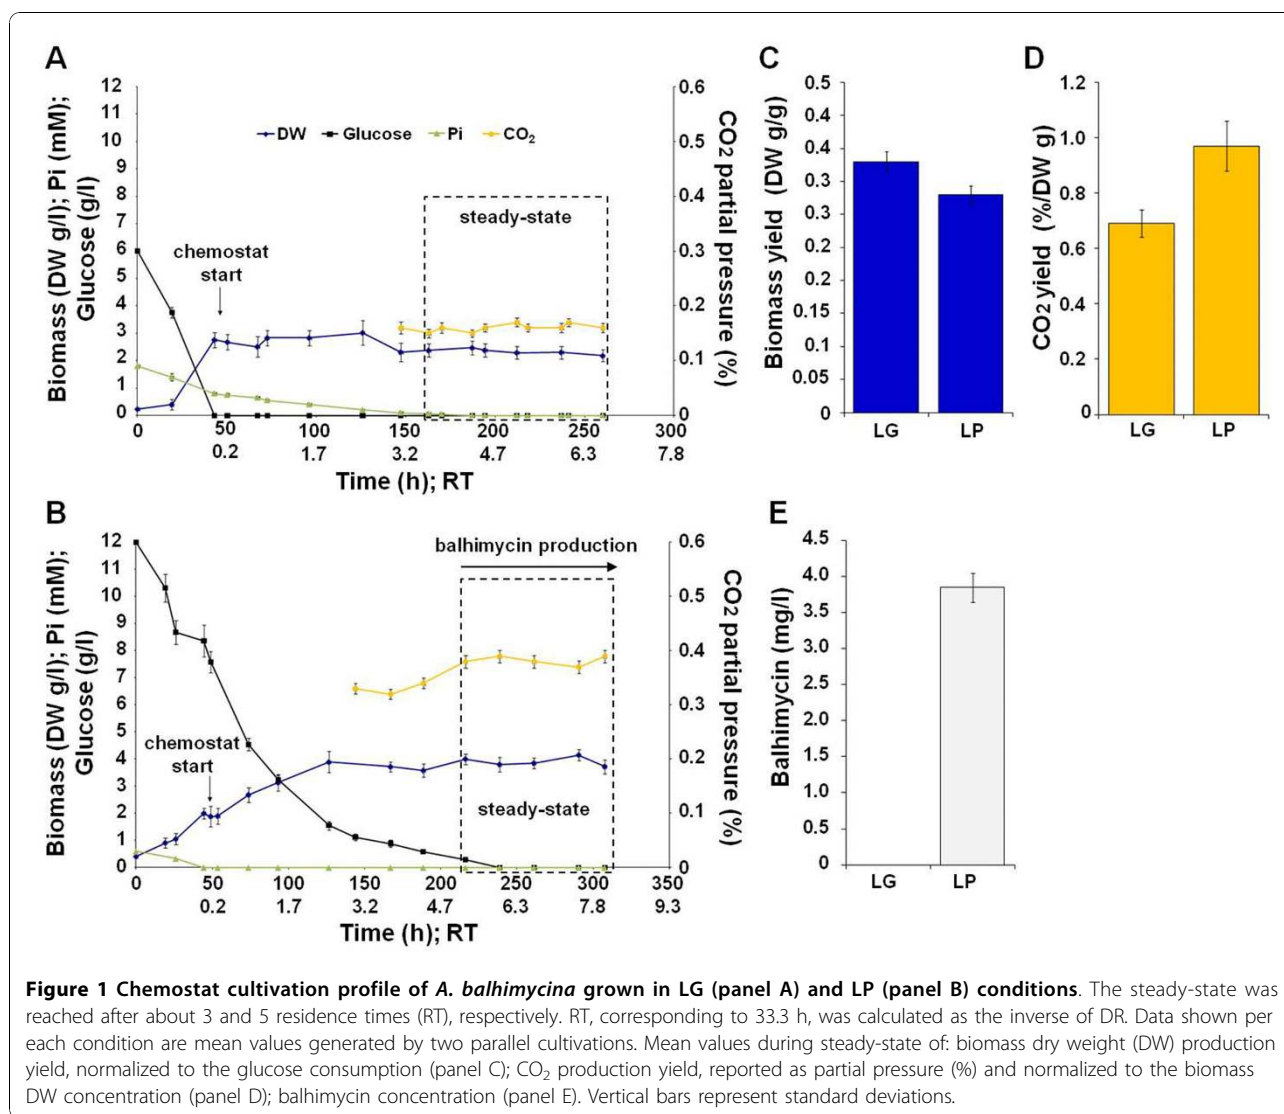 A
Biomass (DW g/l); Pi (mM);
Glucose (g/l)
12
11
10
9
8
7
6
5
4
3
2
1
0
DW Glucose Pi CO2
chemostat
start
steady-state
0.6
0.5
0.4
0.3
0.2
0.1
0
CO2 partial
pressure (%)
0 50 100 150 200 250 300
0.2 1.7 3.2 4.7 6.3 7.8
Time (h); RT
C
Biomass yield (DW g/g)
0.5
0.4
0.4
0.3
0.3
0.2
0.2
0.15
0.1
0.05
0
LG LP
D
CO2 yield (%/DW g)
1.2
1.0
0.8
0.6
0.4
0.2
0
LG LP
B
Biomass (DW g/l); Pi (mM);
Glucose (g/l)
12
11
10
9
8
7
6
5
4
3
2
1
0
balhimycin production
chemostat
start
steady-state
0.6
0.5
0.4
0.3
0.2
0.1
0
CO2 partial pressure (%)
0 50 100 150 200 250 300 350
0.2 1.7 3.2 4.7 6.3 7.8 9.3
Time (h); RT
E
Balhimycin (mg/l)
4.5
4.0
3.5
3.0
2.5
4.0
1.5
1.0
0.5
0
LG LP
Figure 1 Chemostat cultivation profile of A. balhimycina grown in LG (panel A) and LP (panel B) conditions. The steady-state was
reached after about 3 and 5 residence times (RT), respectively. RT, corresponding to 33.3 h, was calculated as the inverse of DR. Data shown per
each condition are mean values generated by two parallel cultivations. Mean values during steady-state of: biomass dry weight (DW) production
yield, normalized to the glucose consumption (panel C); CO2 production yield, reported as partial pressure (%) and normalized to the biomass
DW concentration (panel D); balhimycin concentration (panel E). Vertical bars represent standard deviations.